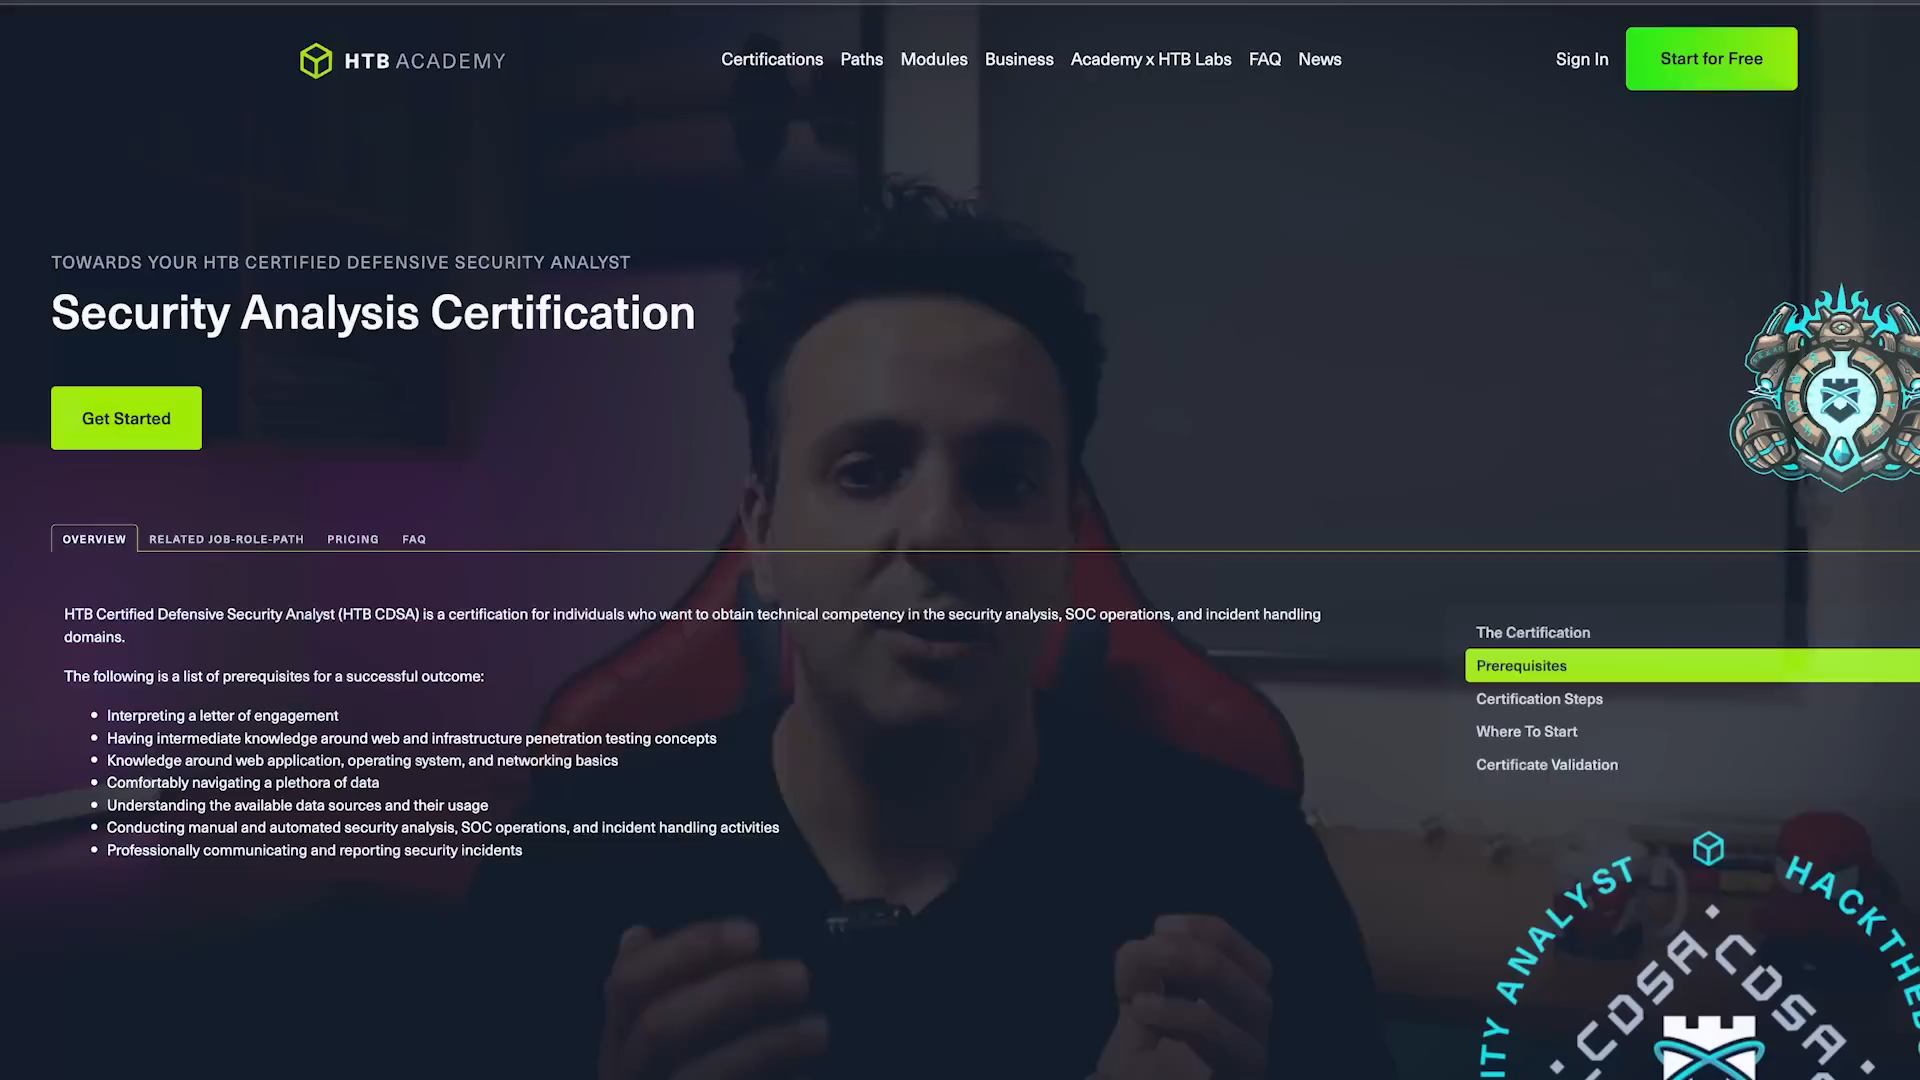 HTB ACADEMY
Certifications Paths Modules Business Academy x HTB Labs FAQ News
Sign In
Start for Free
TOWARDS YOUR HTB CERTIFIED DEFENSIVE SECURITY ANALYST
Security Analysis Certification
Get Started
OVERVIEW RELATED JOB-ROLE-PATH PRICING FAQ
HTB Certified Defensive Security Analyst (HTB CDSA) is a certification for individuals who want to obtain technical competency in the security analysis, SOC operations, and incident handling
domains.
The following is a list of prerequisites for a successful outcome:
• Interpreting a letter of engagement
• Having intermediate knowledge around web and infrastructure penetration testing concepts
• Knowledge around web application, operating system, and networking basics
• Comfortably navigating a plethora of data
• Understanding the available data sources and their usage
• Conducting manual and automated security analysis, SOC operations, and incident handling activities
• Professionally communicating and reporting security incidents
The Certification
Prerequisites
Certification Steps
Where To Start
Certificate Validation
ITY ANALYST
HACKTHEB
CDSA CDSA